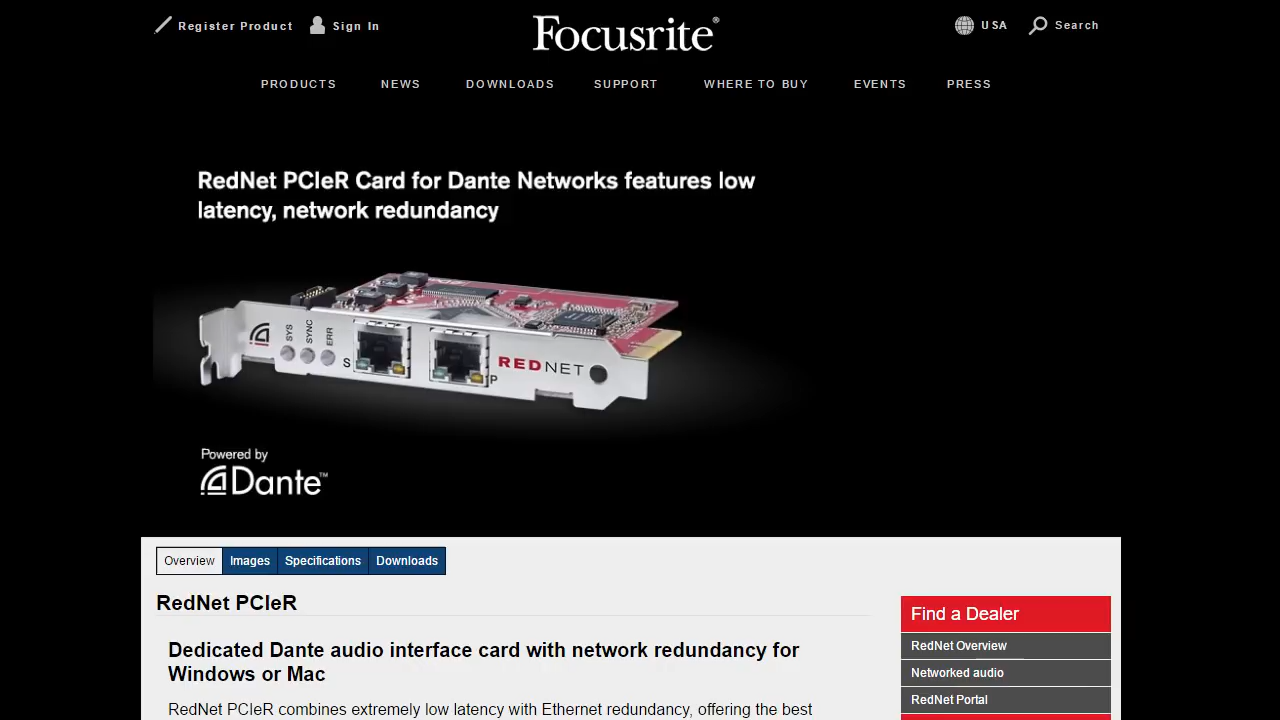 Register Product
Sign In
Focusrite®
USA
Search
PRODUCTS
NEWS
DOWNLOADS
SUPPORT
WHERE TO BUY
EVENTS
PRESS
RedNet PCIeR Card for Dante Networks features low
latency, network redundancy
SYS
SYNC
ERR
S
P
REDNET
Powered by
Dante™
Overview
Images
Specifications
Downloads
RedNet PCIeR
Dedicated Dante audio interface card with network redundancy for
Windows or Mac
RedNet PCIeR combines extremely low latency with Ethernet redundancy, offering the best
Find a Dealer
RedNet Overview
Networked audio
RedNet Portal